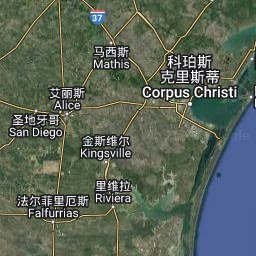 37
马西斯
Mathis
科珀斯
克里斯蒂
Corpus Christi
艾丽斯
Alice
圣地牙哥
San Diego
金斯维尔
Kingsville
里维拉
Riviera
法尔菲里厄斯
Falfurrias